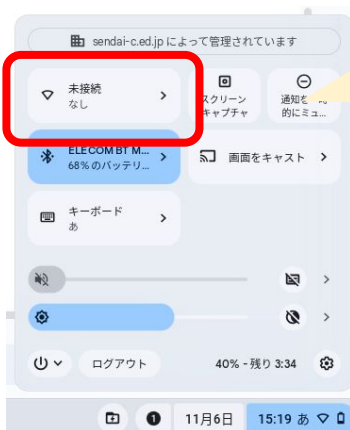 sendai-c.ed.jp によって管理されています
未接続
なし
スクリーン
キャプチャ
通知を
的にミュ...
ELECOM BT M...
68% のバッテリ...
画面をキャスト
キーボード
あ
ログアウト
40% - 残り 3:34
1
11月6日
15:19 あ